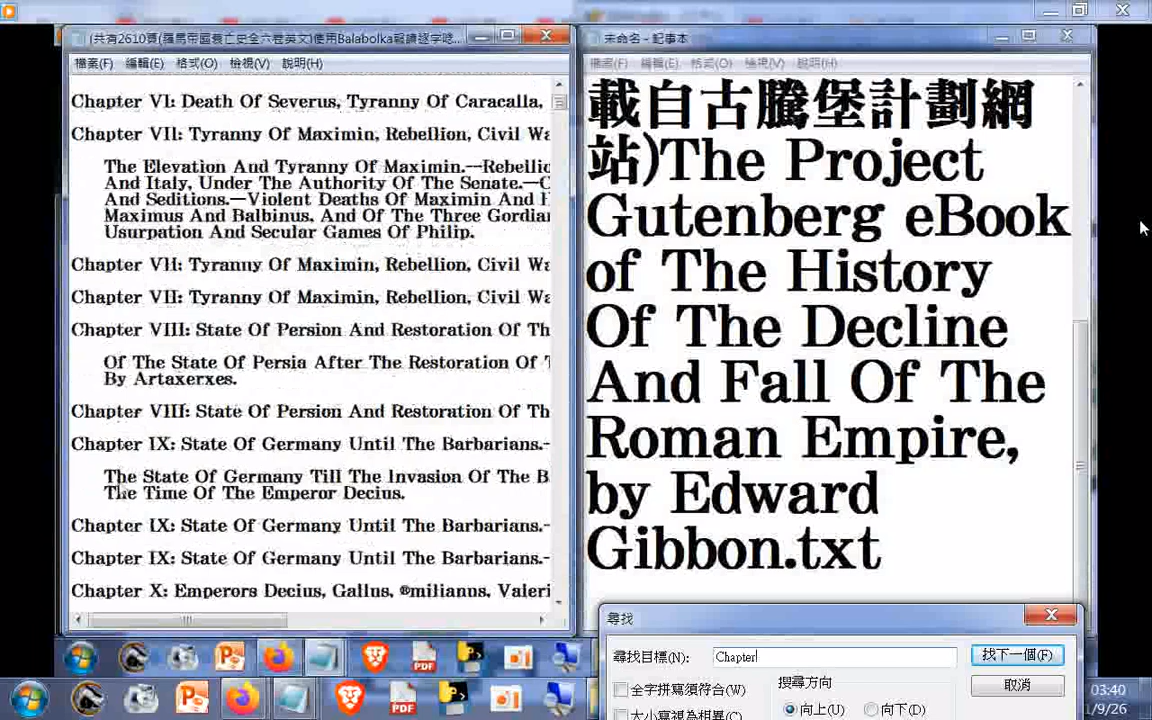 (共有2610頁(羅馬帝國衰亡史全六卷英文)使用Balabolka
檔案(F) 編輯(E) 格式(O) 檢視(V) 說明(H)
Chapter VI: Death Of Severus, Tyranny Of Caracalla,
Chapter VII: Tyranny Of Maximin, Rebellion, Civil Wa
The Elevation And Tyranny Of Maximin.--Rebellio
And Italy, Under The Authority Of The Senate.—C
And Seditions.—Violent Deaths Of Maximin And
Maximus And Balbinus, And Of The Three Gordia
Usurpation And Secular Games Of Philip.
Chapter VII: Tyranny Of Maximin, Rebellion, Civil Wa
Chapter VII: Tyranny Of Maximin, Rebellion, Civil Wa
Chapter VIII: State Of Persion And Restoration Of Th
Of The State Of Persia After The Restoration Of
By Artaxerxes.
Chapter VIII: State Of Persion And Restoration Of Th
Chapter IX: State Of Germany Until The Barbarians.-
The State Of Germany Till The Invasion Of The B
The Time Of The Emperor Decius.
Chapter IX: State Of Germany Until The Barbarians.-
Chapter IX: State Of Germany Until The Barbarians.-
Chapter X: Emperors Decius, Gallus, ®milianus, Valeri
未命名 - 記事本
檔案(F) 編輯(E) 格式(O) 檢視(V) 說明(H)
載自古騰堡計劃網
站)The Project
Gutenberg eBook
of The History
Of The Decline
And Fall Of The
Roman Empire,
by Edward
Gibbon.txt
尋找
尋找目標(N): Chapter 找下一個(F)
全字拼寫須符合(W) 搜尋方向 取消
大小寫視為相異(C) 向上(U) 向下(D)
03:40
1/9/26